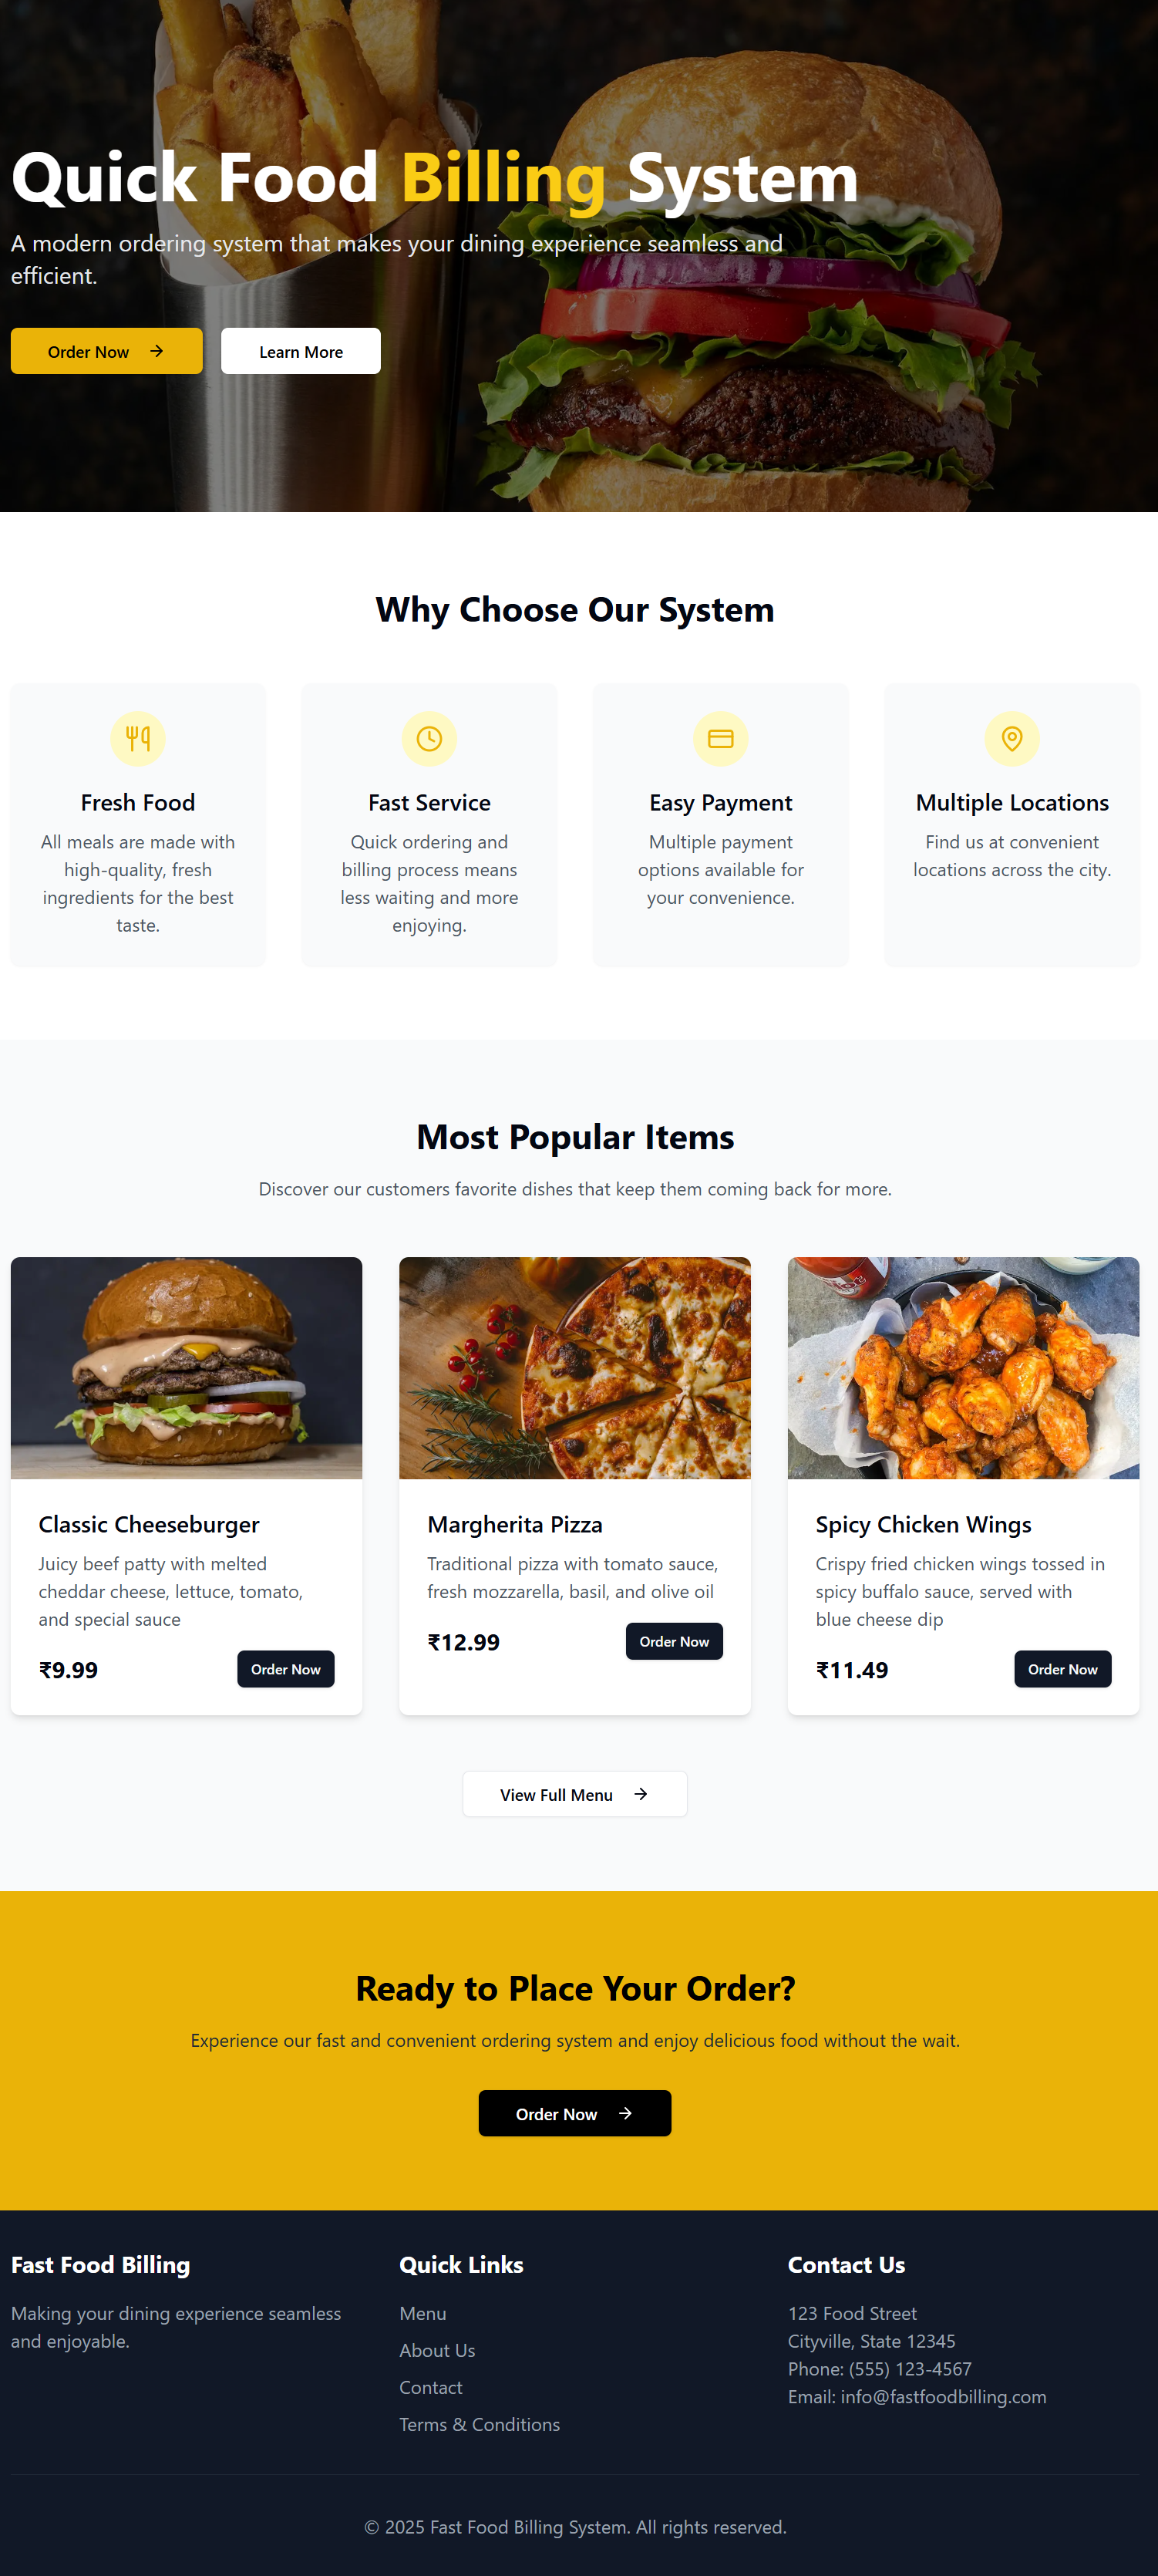 Quick Food Billing System
A modern ordering system that makes your dining experience seamless and
efficient.
Order Now
Learn More
Why Choose Our System
Fresh Food
All meals are made with
high-quality, fresh
ingredients for the best
taste.
Fast Service
Quick ordering and
billing process means
less waiting and more
enjoying.
Easy Payment
Multiple payment
options available for
your convenience.
Multiple Locations
Find us at convenient
locations across the city.
Most Popular Items
Discover our customers favorite dishes that keep them coming back for more.
Classic Cheeseburger
Juicy beef patty with melted
cheddar cheese, lettuce, tomato,
and special sauce
₹9.99
Order Now
Margherita Pizza
Traditional pizza with tomato sauce,
fresh mozzarella, basil, and olive oil
₹12.99
Order Now
Spicy Chicken Wings
Crispy fried chicken wings tossed in
spicy buffalo sauce, served with
blue cheese dip
₹11.49
Order Now
View Full Menu
Ready to Place Your Order?
Experience our fast and convenient ordering system and enjoy delicious food without the wait.
Order Now
Fast Food Billing
Making your dining experience seamless
and enjoyable.
Quick Links
Menu
About Us
Contact
Terms & Conditions
Contact Us
123 Food Street
Cityville, State 12345
Phone: (555) 123-4567
Email: info@fastfoodbilling.com
© 2025 Fast Food Billing System. All rights reserved.